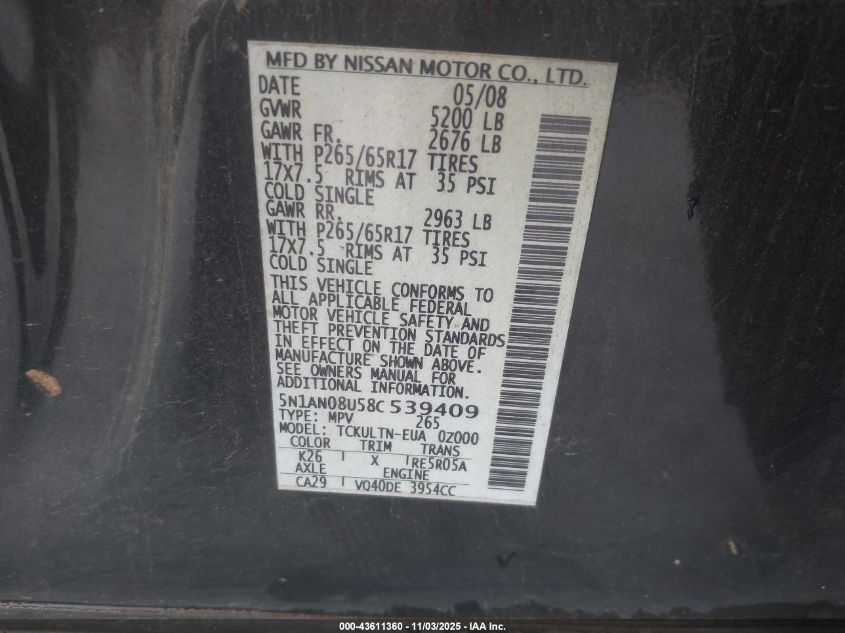 MFD BY NISSAN MOTOR CO., LTD.
DATE 05/08
GVWR 5200 LB
GAWR FR. 2676 LB
WITH P265/65R17 TIRES
17X7.5 RIMS AT 35 PSI
COLD SINGLE
GAWR RR. 2963 LB
WITH P265/65R17 TIRES
17X7.5 RIMS AT 35 PSI
COLD SINGLE
THIS VEHICLE CONFORMS TO
ALL APPLICABLE FEDERAL
MOTOR VEHICLE SAFETY AND
THEFT PREVENTION STANDARDS
IN EFFECT ON THE DATE OF
MANUFACTURE SHOWN ABOVE.
SEE OWNERS MANUAL FOR
ADDITIONAL INFORMATION.
5N1AN08U58C 539409
TYPE: MPV 265
MODEL: TCKULTN-EUA 0Z000
COLOR TRIM TRANS
K26 X RE5R05A
AXLE ENGINE
CA29 VQ40DE 3954CC
000-43611360 - 11/03/2025 - IAA Inc.